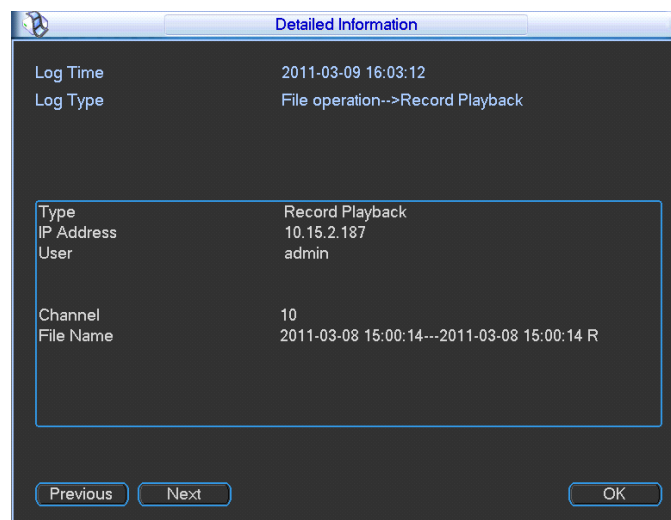 Detailed Information
Log Time 2011-03-09 16:03:12
Log Type File operation-->Record Playback
Type Record Playback
IP Address 10.15.2.187
User admin
Channel 10
File Name 2011-03-08 15:00:14---2011-03-08 15:00:14 R
Previous Next OK